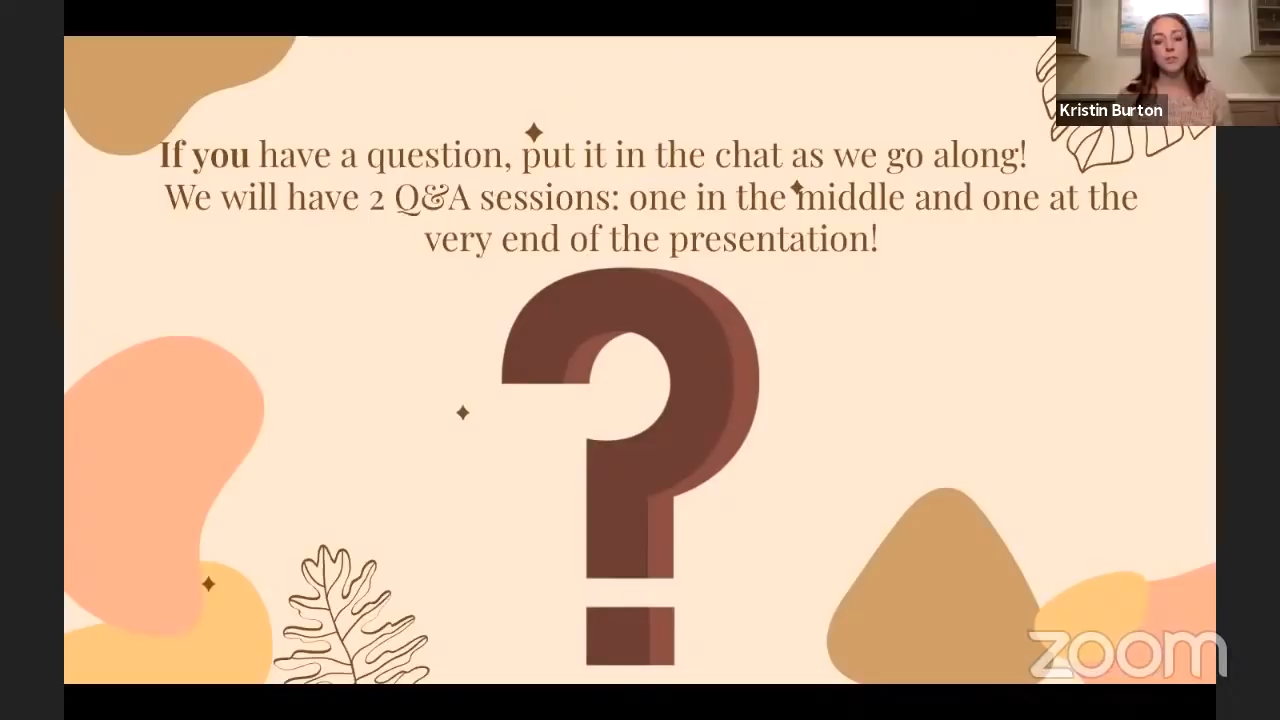 If you have a question, put it in the chat as we go along!
We will have 2 Q&A sessions: one in the middle and one at the
very end of the presentation!
Kristin Burton
zoom